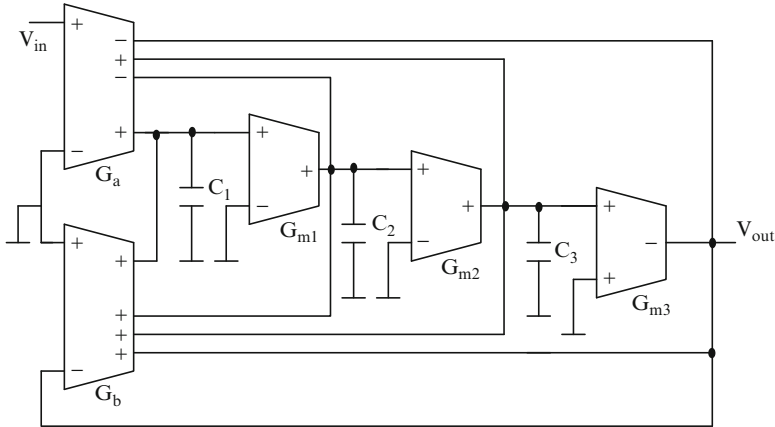 V_in
+
−
+
−
+
−
G_a
C_1
+
−
+
G_m1
C_2
+
−
+
G_m2
C_3
+
+
−
G_m3
V_out
+
−
+
+
+
+
G_b